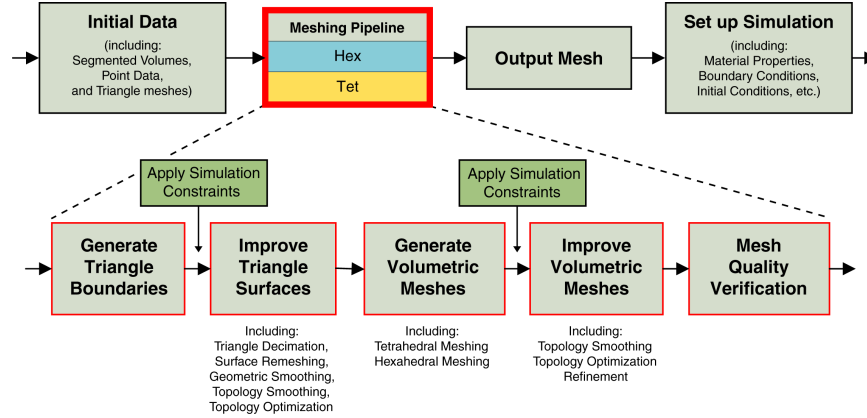 Initial Data
(including:
Segmented Volumes,
Point Data,
and Triangle meshes)
Meshing Pipeline
Hex
Tet
Output Mesh
Set up Simulation
(including:
Material Properties,
Boundary Conditions,
Initial Conditions, etc.)
Apply Simulation
Constraints
Apply Simulation
Constraints
Generate
Triangle
Boundaries
Improve
Triangle
Surfaces
Generate
Volumetric
Meshes
Improve
Volumetric
Meshes
Mesh
Quality
Verification
Including:
Triangle Decimation,
Surface Remeshing,
Geometric Smoothing,
Topology Smoothing,
Topology Optimization
Including:
Tetrahedral Meshing
Hexahedral Meshing
Including:
Topology Smoothing
Topology Optimization
Refinement